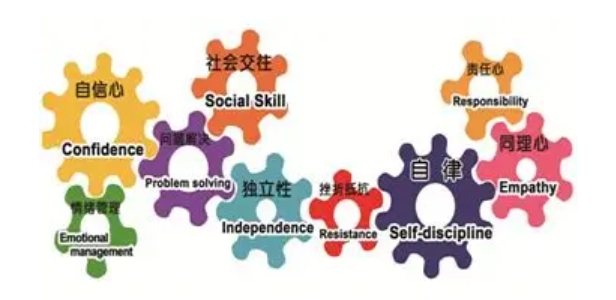 自信心
Confidence
社会交往
Social Skill
问题解决
Problem solving
情绪管理
Emotional
management
独立性
Independence
挫折抵抗
Resistance
自 律
Self-discipline
责任心
Responsibility
同理心
Empathy